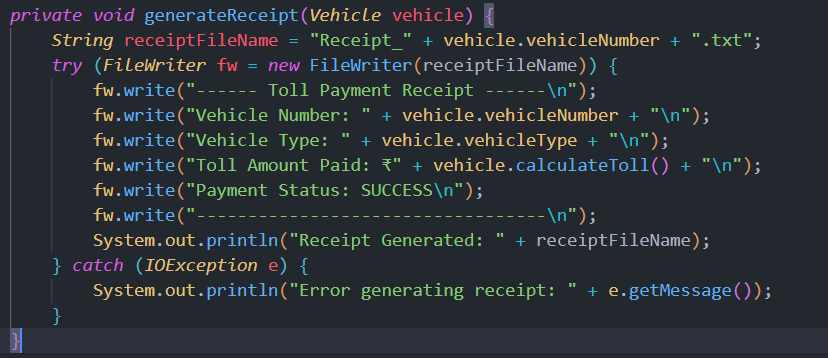 private void generateReceipt(Vehicle vehicle) {
    String receiptFileName = "Receipt_" + vehicle.vehicleNumber + ".txt";
    try (FileWriter fw = new FileWriter(receiptFileName)) {
        fw.write("------ Toll Payment Receipt ------\n");
        fw.write("Vehicle Number: " + vehicle.vehicleNumber + "\n");
        fw.write("Vehicle Type: " + vehicle.vehicleType + "\n");
        fw.write("Toll Amount Paid: ₹" + vehicle.calculateToll() + "\n");
        fw.write("Payment Status: SUCCESS\n");
        fw.write("----------------------------------\n");
        System.out.println("Receipt Generated: " + receiptFileName);
    } catch (IOException e) {
        System.out.println("Error generating receipt: " + e.getMessage());
    }
}